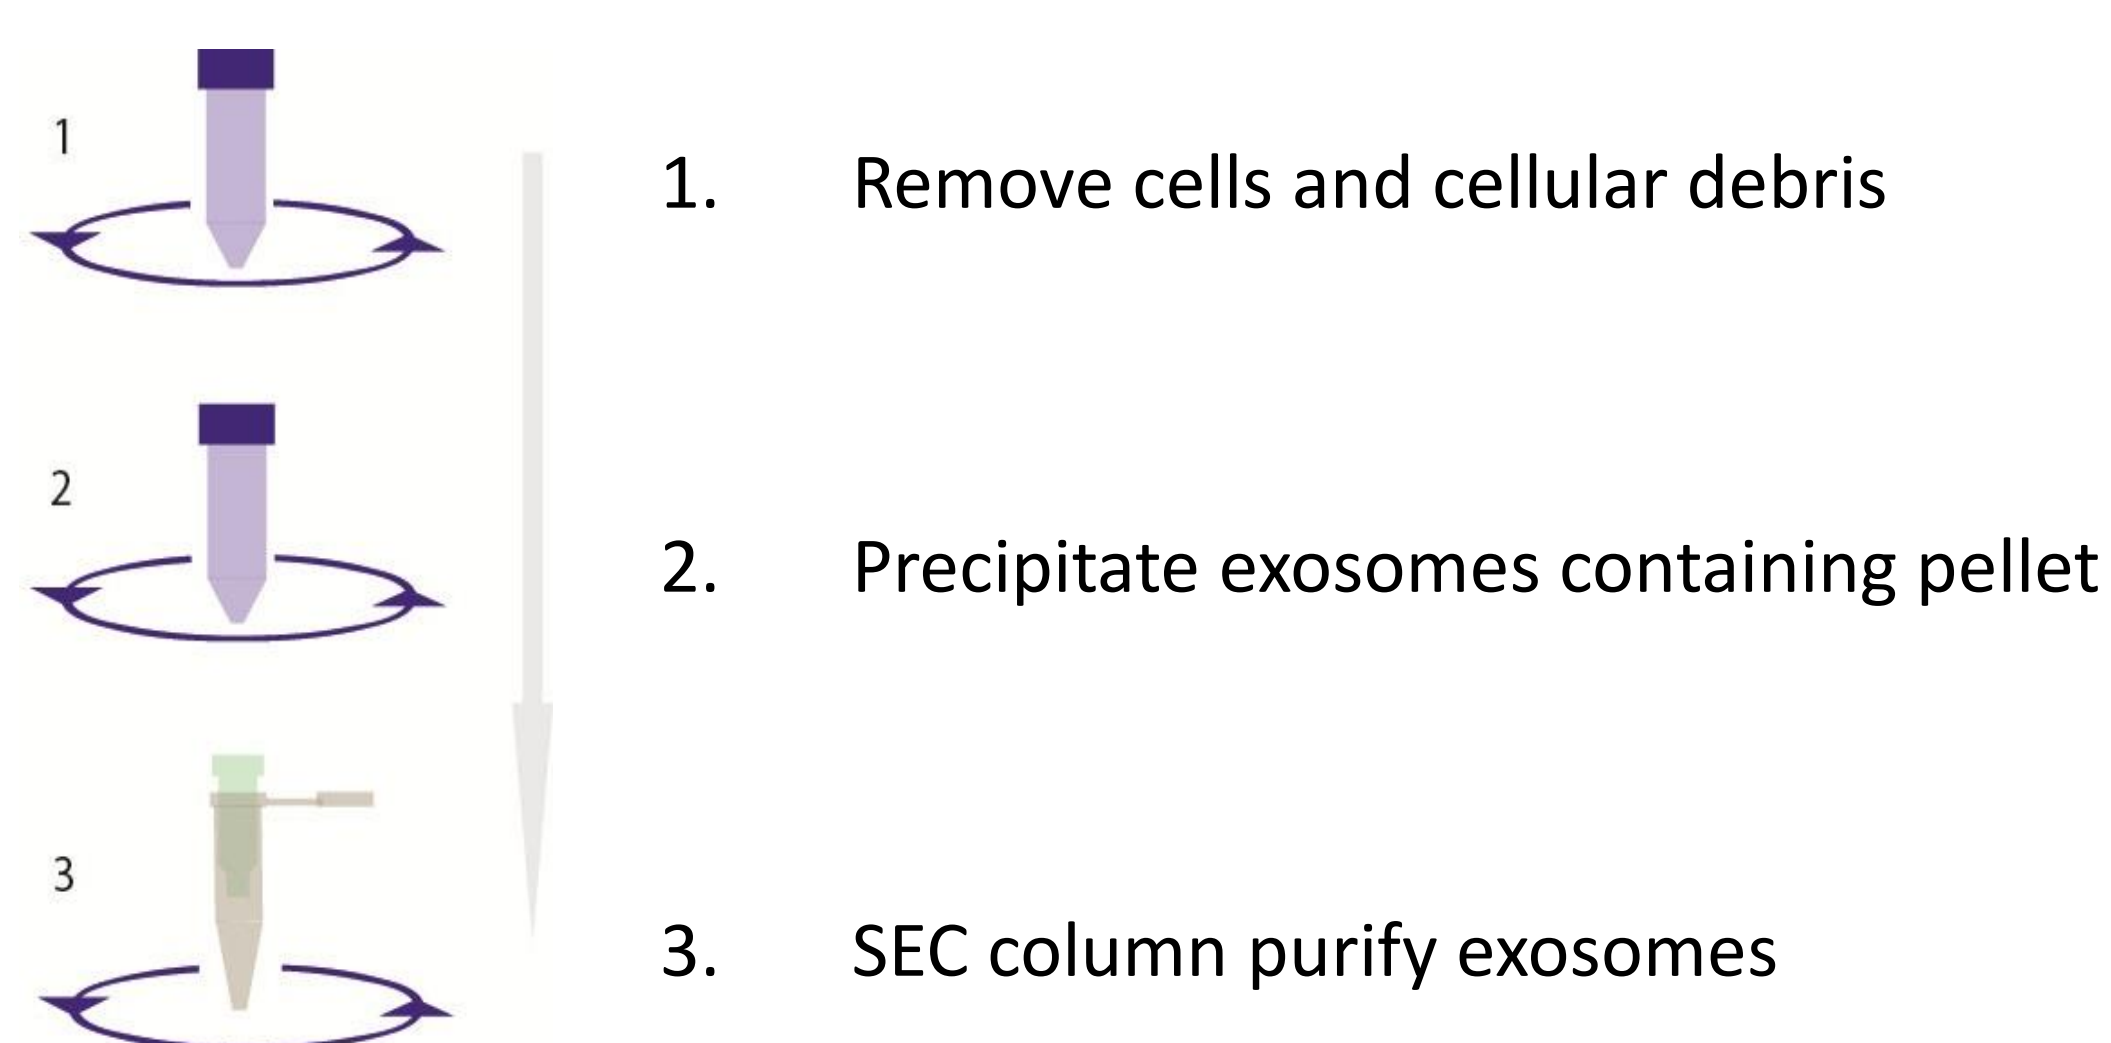 1
1. Remove cells and cellular debris
2
2. Precipitate exosomes containing pellet
3
3. SEC column purify exosomes